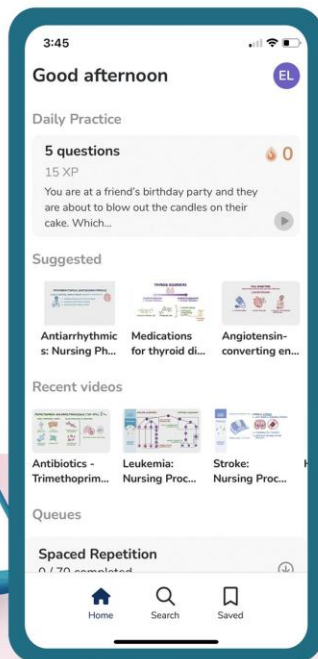 3:45
Good afternoon
EL
Daily Practice
5 questions
0
15 XP
You are at a friend's birthday party and they
are about to blow out the candles on their
cake. Which...
Suggested
Antiarrhythmic
s: Nursing Ph...
Medications
for thyroid di...
Angiotensin-
converting en...
Recent videos
Antibiotics -
Trimethoprim...
Leukemia:
Nursing Proc...
Stroke:
Nursing Proc...
H
Queues
Spaced Repetition
0 / 70 completed
Home
Search
Saved